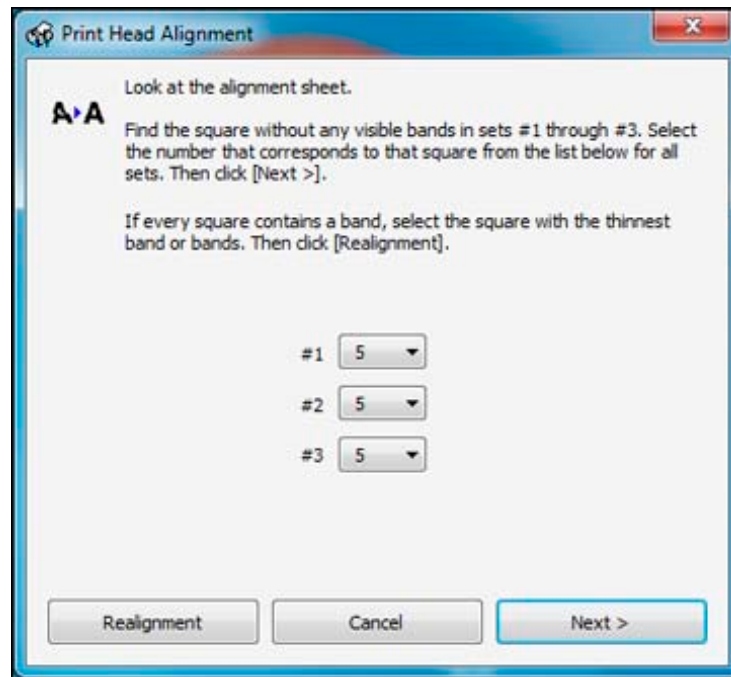 Print Head Alignment
Look at the alignment sheet.
A A
Find the square without any visible bands in sets #1 through #3. Select
the number that corresponds to that square from the list below for all
sets. Then click [Next >].
If every square contains a band, select the square with the thinnest
band or bands. Then click [Realignment].
#1 5
#2 5
#3 5
Realignment Cancel Next >